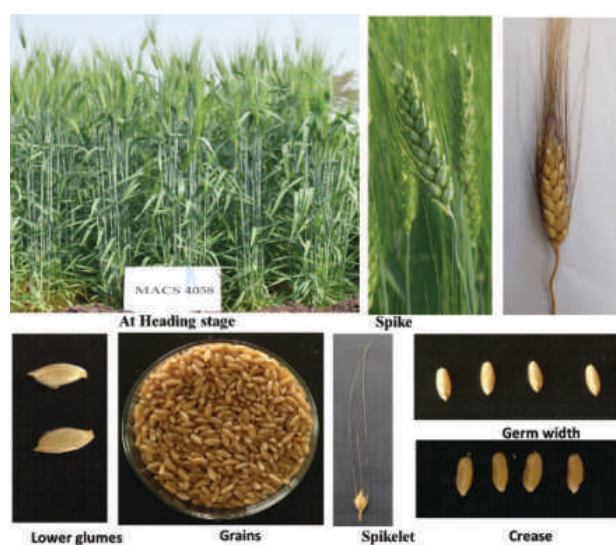 MACS 4058
At Heading stage
Spike
Germ width
Lower glumes
Grains
Spikelet
Crease